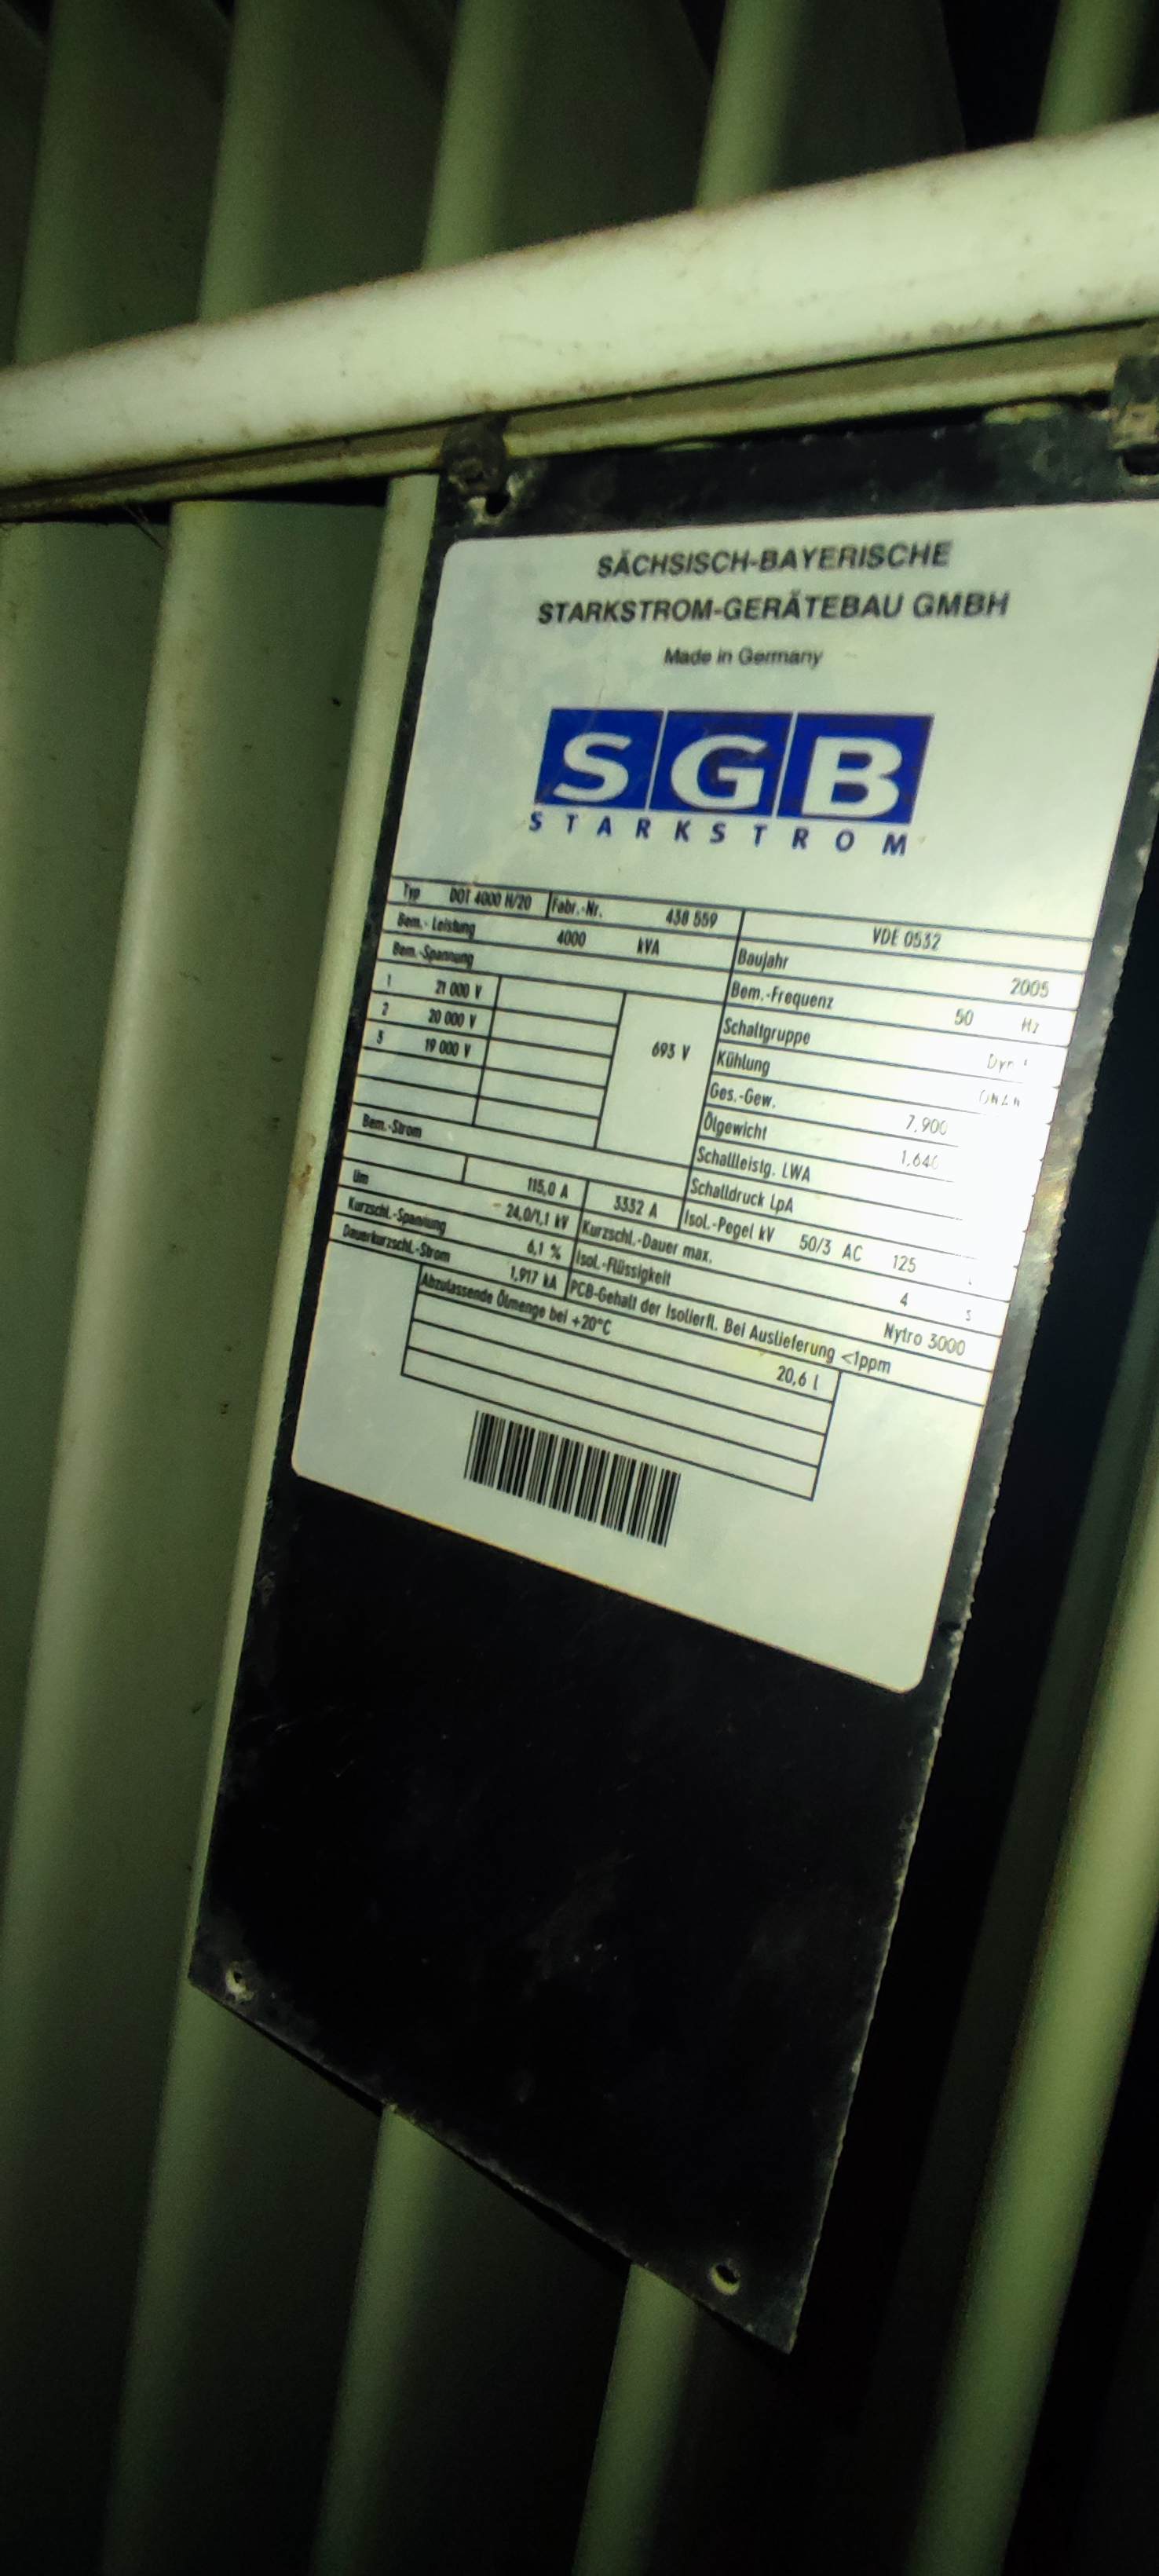 SÄCHSISCH-BAYERISCHE
STARKSTROM-GERÄTEBAU GMBH
Made in Germany
SGB
STARKSTROM
Typ DOT 4000 H/20 Fabr.-Nr. 438 559 VDE 0532
Bem.- Leistung 4000 kVA Baujahr 2005
Bem.-Spannung Bem.-Frequenz 50 Hz
1 21 000 V Schaltgruppe
2 20 000 V 693 V Kühlung ONAN
3 19 000 V Ges.-Gew. 7.900
Ölgewicht 1.640
Schalleistg. LWA
Bem.-Strom Schalldruck LpA
115,0 A 3332 A Isol.-Pegel kV 50/3 AC 125
Um 24,0/1,1 kV Kurzschl.-Dauer max. 4 s
Kurzschl.-Spannung 6,1 % Isol.-Flüssigkeit Nytro 3000
Dauerkurzschl.-Strom 1,917 kA PCB-Gehalt der Isolierfl. Bei Auslieferung <1ppm
Abzulassende Ölmenge bei +20°C 20,6 l